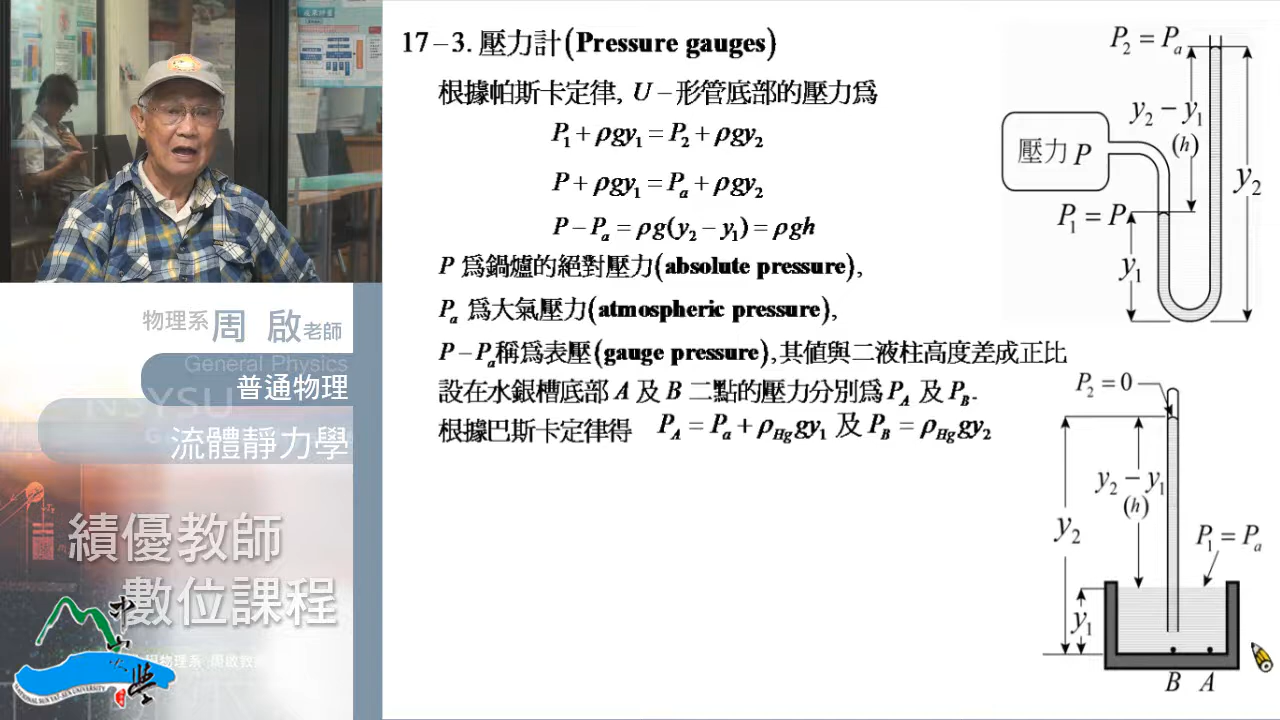 17-3. 壓力計(Pressure gauges)
根據帕斯卡定律, U-形管底部的壓力爲
P₁ + ρgy₁ = P₂ + ρgy₂
P + ρgy₁ = Pₐ + ρgy₂
P - Pₐ = ρg(y₂ - y₁) = ρgh
P 爲鍋爐的絕對壓力(absolute pressure),
Pₐ 爲大氣壓力(atmospheric pressure),
P - Pₐ稱爲表壓(gauge pressure),其值與二液柱高度差成正比
設在水銀槽底部 A 及 B 二點的壓力分別爲 P_A 及 P_B.
根據巴斯卡定律得 P_A = Pₐ + ρ_Hg gy₁ 及 P_B = ρ_Hg gy₂
P₂ = Pₐ
y₂ - y₁
(h)
壓力 P
y₂
P₁ = P
y₁
P₂ = 0
y₂ - y₁
(h)
y₂
P₁ = Pₐ
y₁
B A
物理系 周 啟 老師
General Physics
普通物理
NSYSU
流體靜力學
績優教師
數位課程
NATIONAL SUN YAT-SEN UNIVERSITY